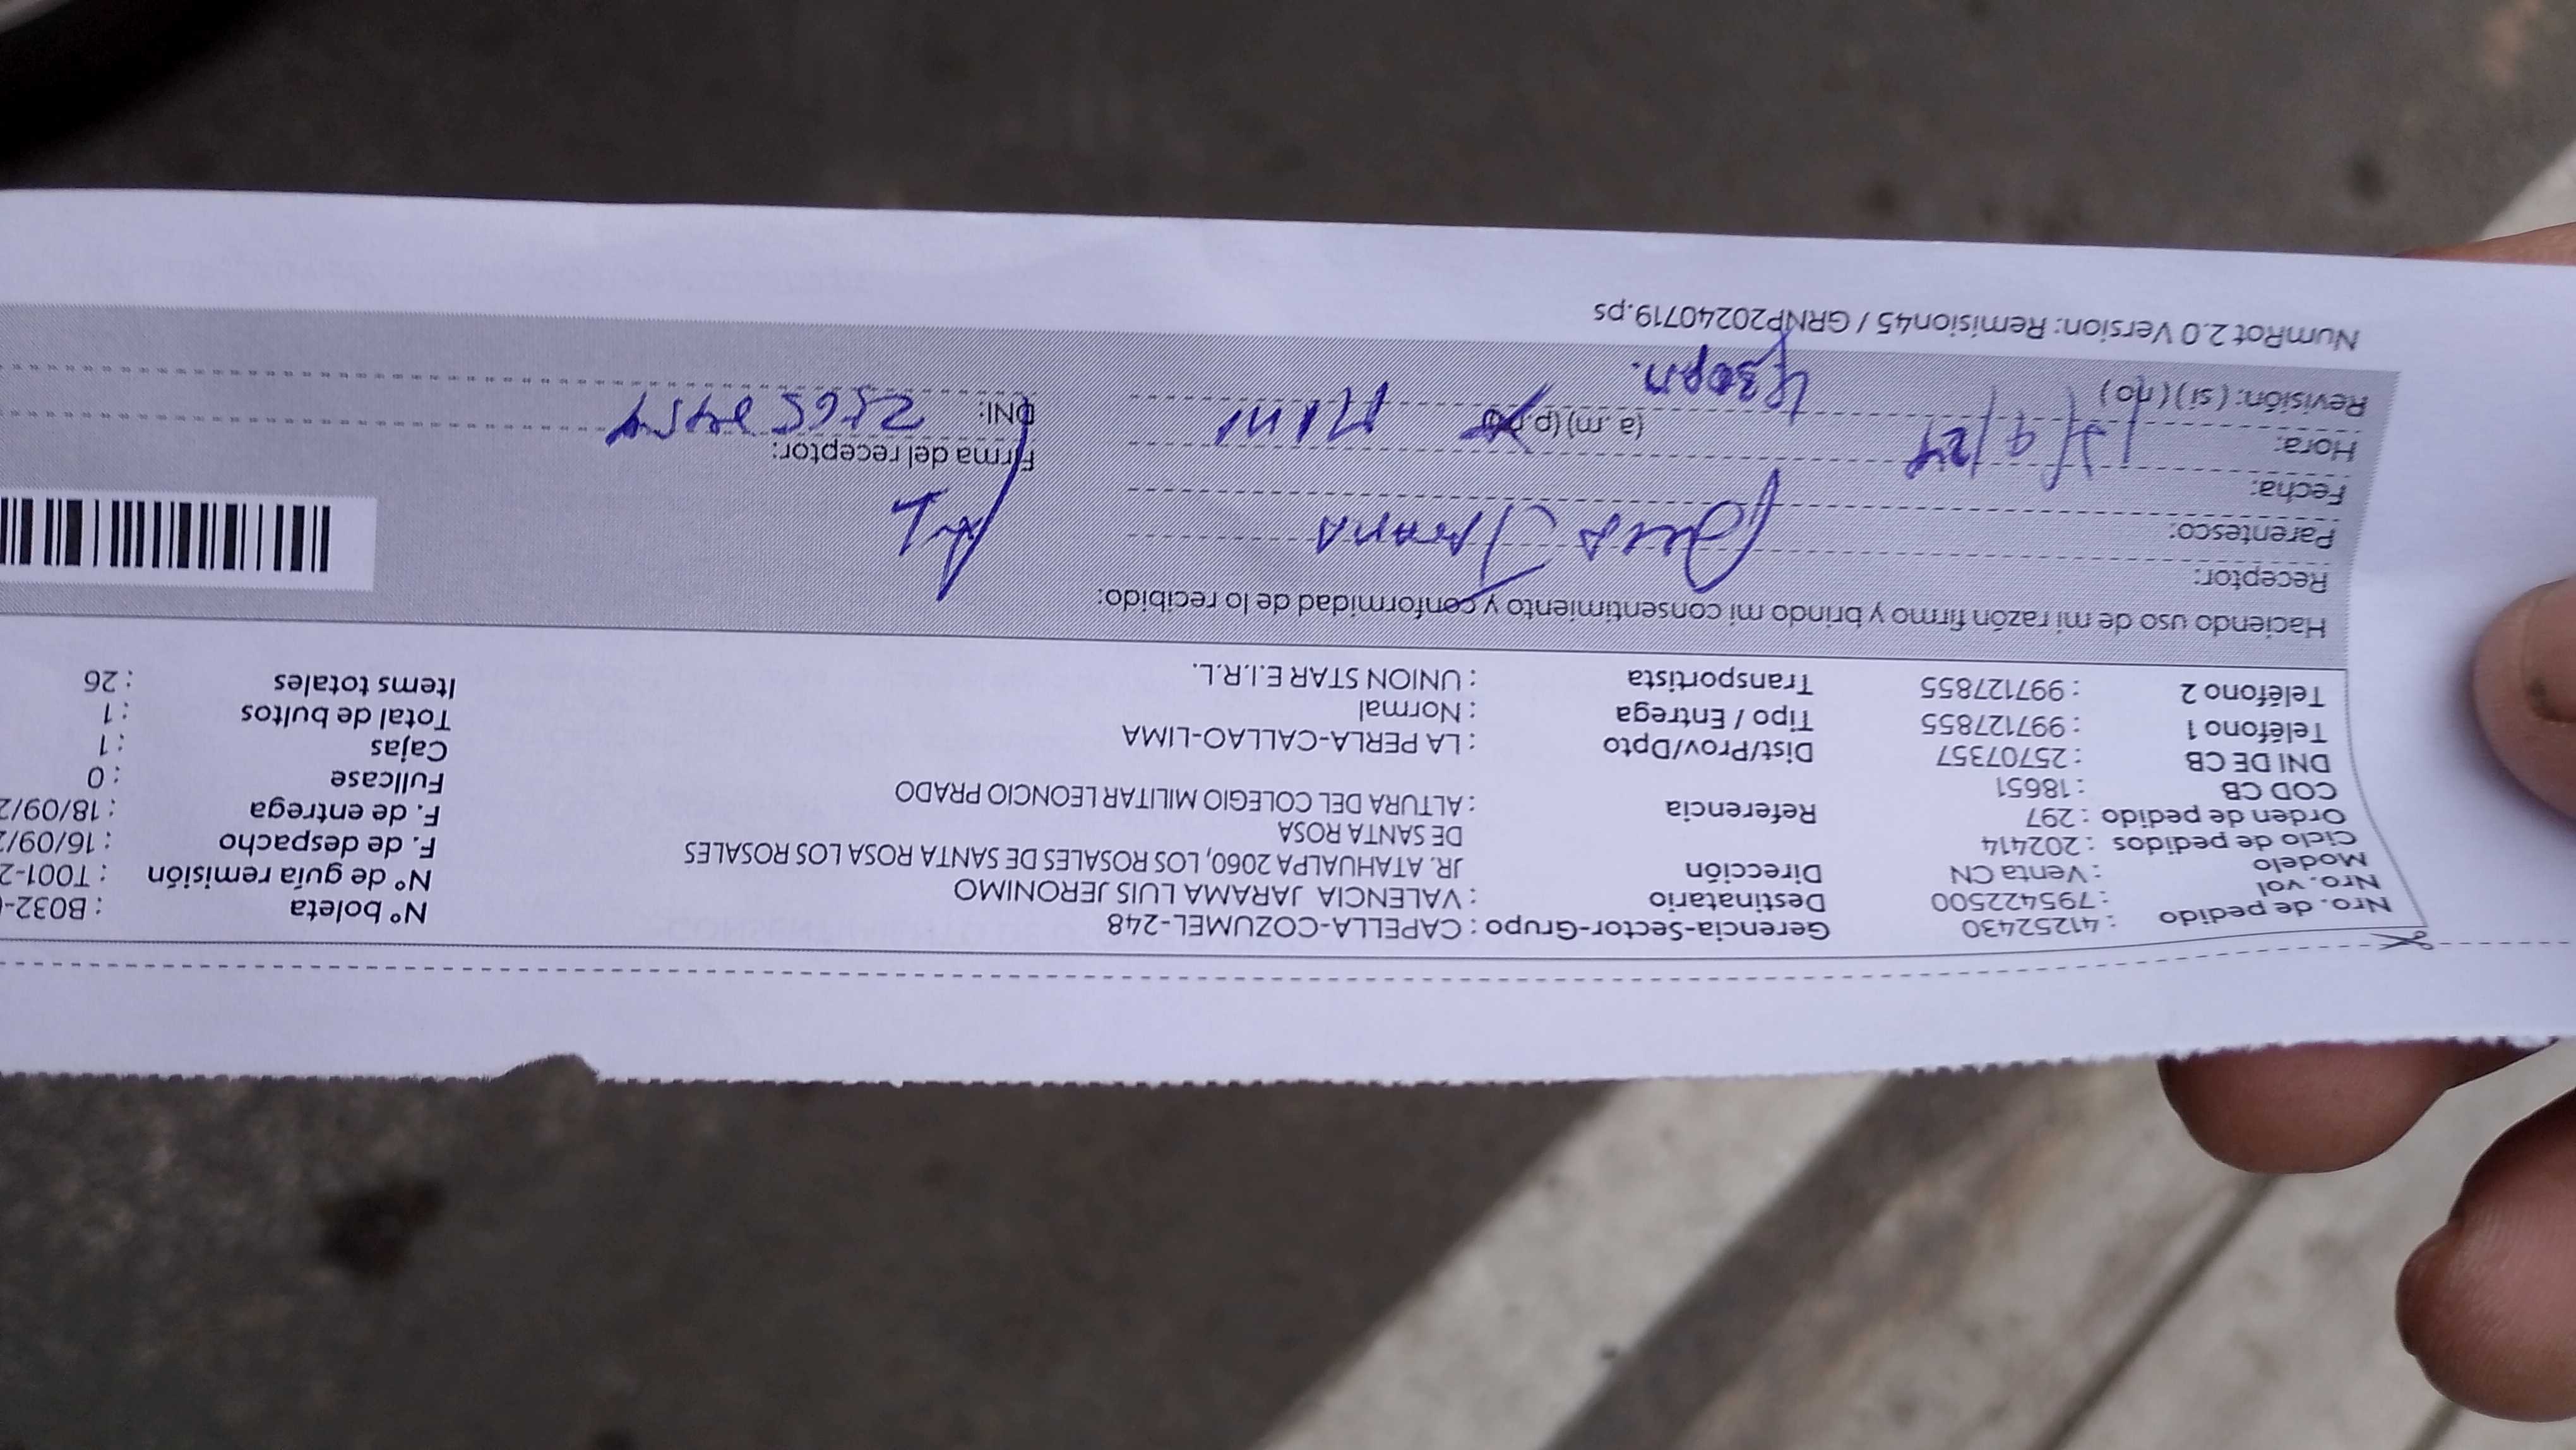 Nro. de pedido : 41252430 Gerencia-Sector-Grupo : CAPELLA-COZUMEL-248 N° boleta : B032-
Nro. vol : 795422500 Destinatario : VALENCIA JARAMA LUIS JERONIMO N° de guía remisión : T001-2
Modelo : Venta CN Dirección JR. ATAHUALPA 2060, LOS ROSALES DE SANTA ROSA LOS ROSALES F. de despacho : 16/09/2
Ciclo de pedidos : 202414 DE SANTA ROSA F. de entrega : 18/09/2
Orden de pedido : 297 Referencia : ALTURA DEL COLEGIO MILITAR LEONCIO PRADO Fullcase : 0
COD CB : 18651 Cajas : 1
DNI DE CB : 25707357 Dist/Prov/Dpto : LA PERLA-CALLAO-LIMA Total de bultos : 1
Teléfono 1 : 997127855 Tipo / Entrega : Normal Items totales : 26
Teléfono 2 : 997127855 Transportista : UNION STAR E.I.R.L.
Haciendo uso de mi razón firmo y brindo mi consentimiento y conformidad de lo recibido:
Receptor:
Parentesco:
Fecha:
Hora: (a.m) Firma del receptor:
Revisión: (si) (no) DNI:
4:30 p.m.
NumRot 2.0 Version: Remision45 / GRNP20240719.ps